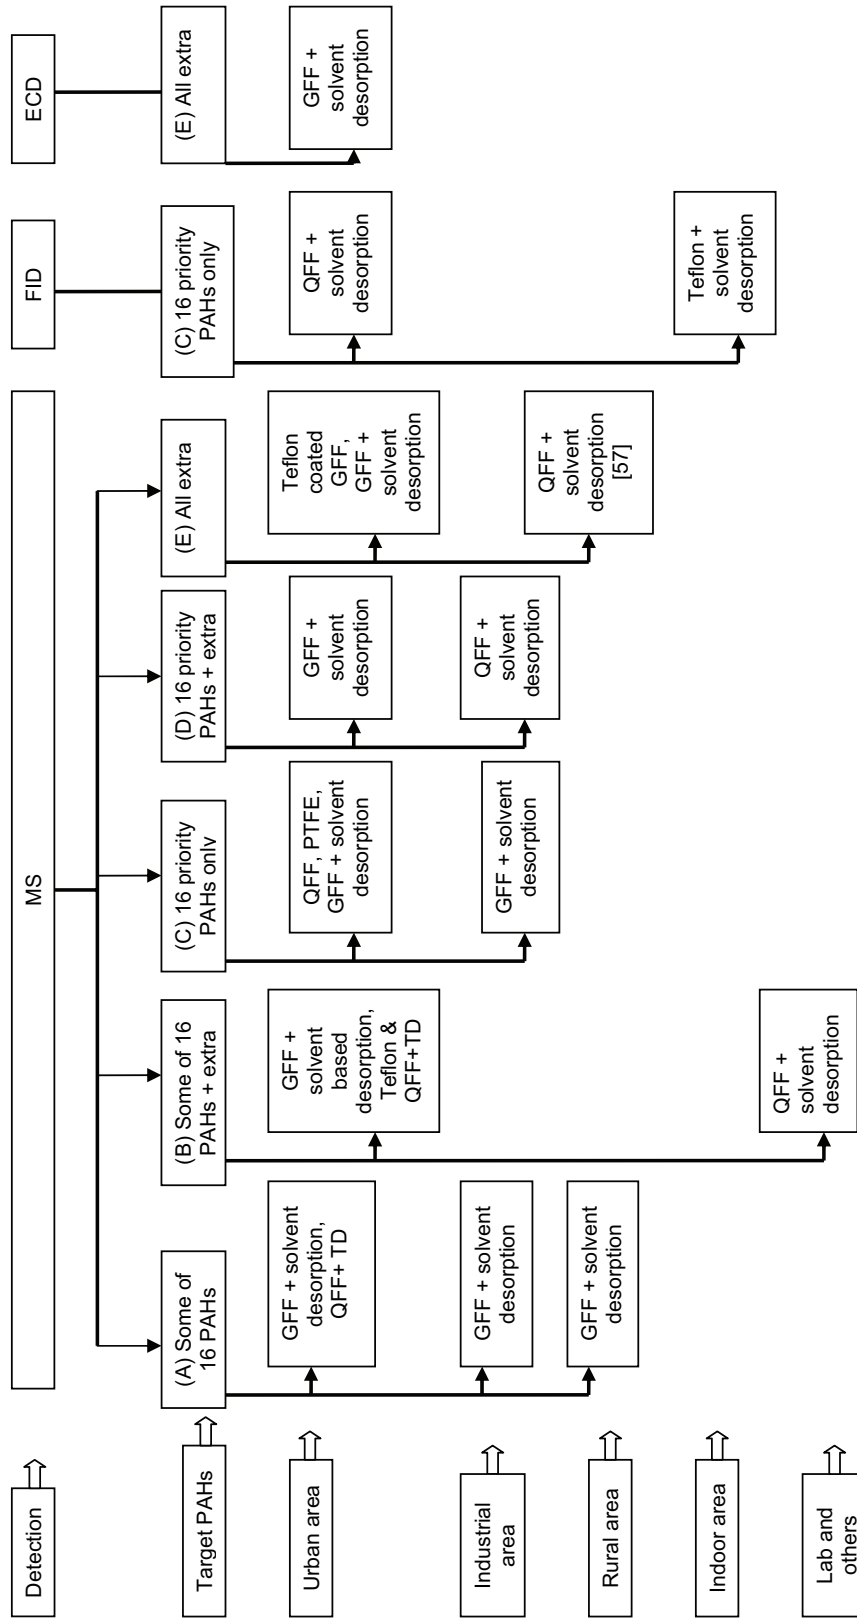 Detection
MS
FID
ECD
Target PAHs
(A) Some of
16 PAHs
(B) Some of 16
PAHs + extra
(C) 16 priority
PAHs only
(D) 16 priority
PAHs + extra
(E) All extra
(C) 16 priority
PAHs only
(E) All extra
Urban area
GFF + solvent
desorption,
QFF+ TD
GFF +
solvent
based
desorption,
Teflon &
QFF+TD
QFF, PTFE,
GFF + solvent
desorption
GFF +
solvent
desorption
Teflon
coated
GFF,
GFF +
solvent
desorption
QFF +
solvent
desorption
GFF +
solvent
desorption
Industrial
area
GFF + solvent
desorption
GFF + solvent
desorption
QFF +
solvent
desorption
QFF +
solvent
desorption
[57]
Rural area
GFF + solvent
desorption
Indoor area
Teflon +
solvent
desorption
Lab and
others
QFF +
solvent
desorption